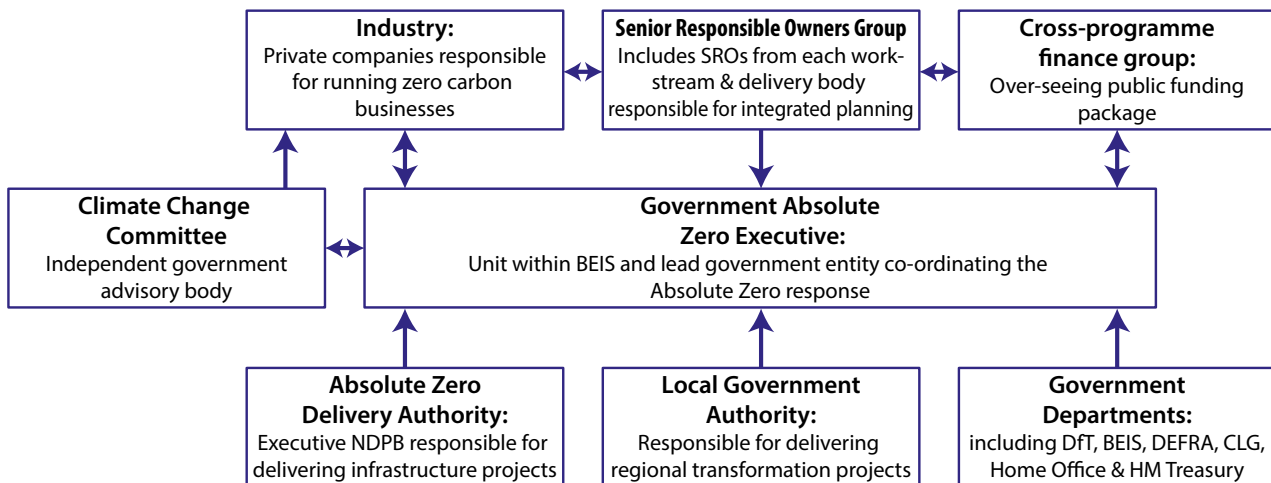 Industry:
Private companies responsible
for running zero carbon
businesses
Senior Responsible Owners Group
Includes SROs from each work-
stream & delivery body
responsible for integrated planning
Cross-programme
finance group:
Over-seeing public funding
package
Climate Change
Committee
Independent government
advisory body
Government Absolute
Zero Executive:
Unit within BEIS and lead government entity co-ordinating the
Absolute Zero response
Absolute Zero
Delivery Authority:
Executive NDPB responsible for
delivering infrastructure projects
Local Government
Authority:
Responsible for delivering
regional transformation projects
Government
Departments:
including DfT, BEIS, DEFRA, CLG,
Home Office & HM Treasury